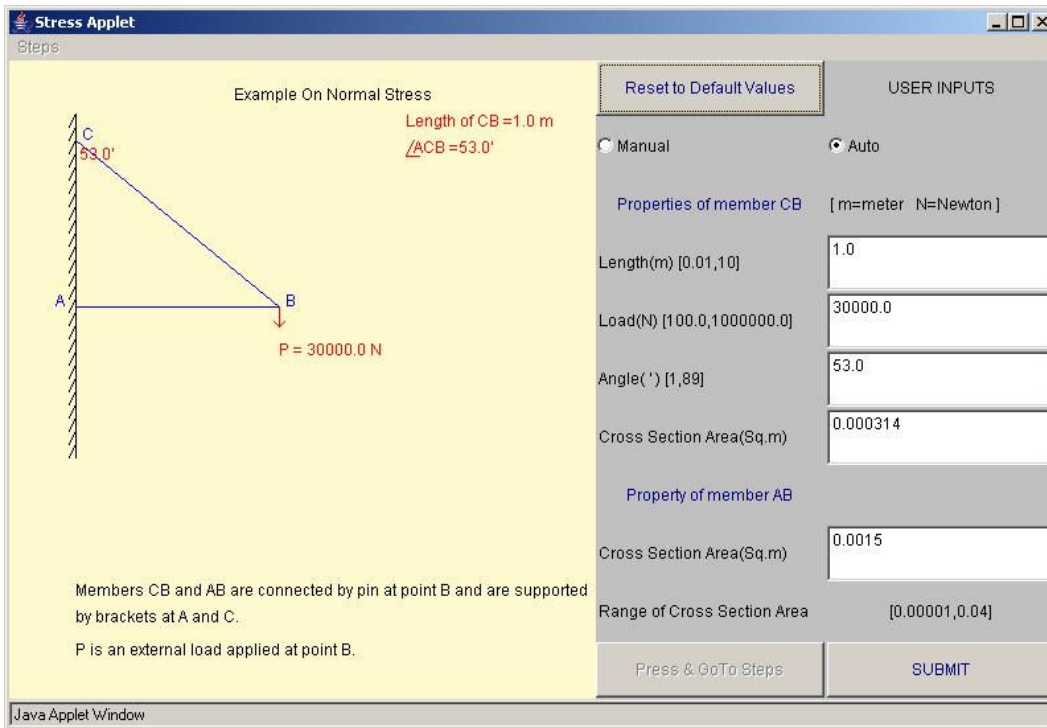 Stress Applet
Steps
Example On Normal Stress
Length of CB =1.0 m
∠ACB =53.0'
C
53.0'
A
B
P = 30000.0 N
Members CB and AB are connected by pin at point B and are supported
by brackets at A and C.
P is an external load applied at point B.
Reset to Default Values
USER INPUTS
Manual
Auto
Properties of member CB
[ m=meter N=Newton ]
Length(m) [0.01,10]
1.0
Load(N) [100.0,1000000.0]
30000.0
Angle( ') [1,89]
53.0
Cross Section Area(Sq.m)
0.000314
Property of member AB
Cross Section Area(Sq.m)
0.0015
Range of Cross Section Area
[0.00001,0.04]
Press & GoTo Steps
SUBMIT
Java Applet Window